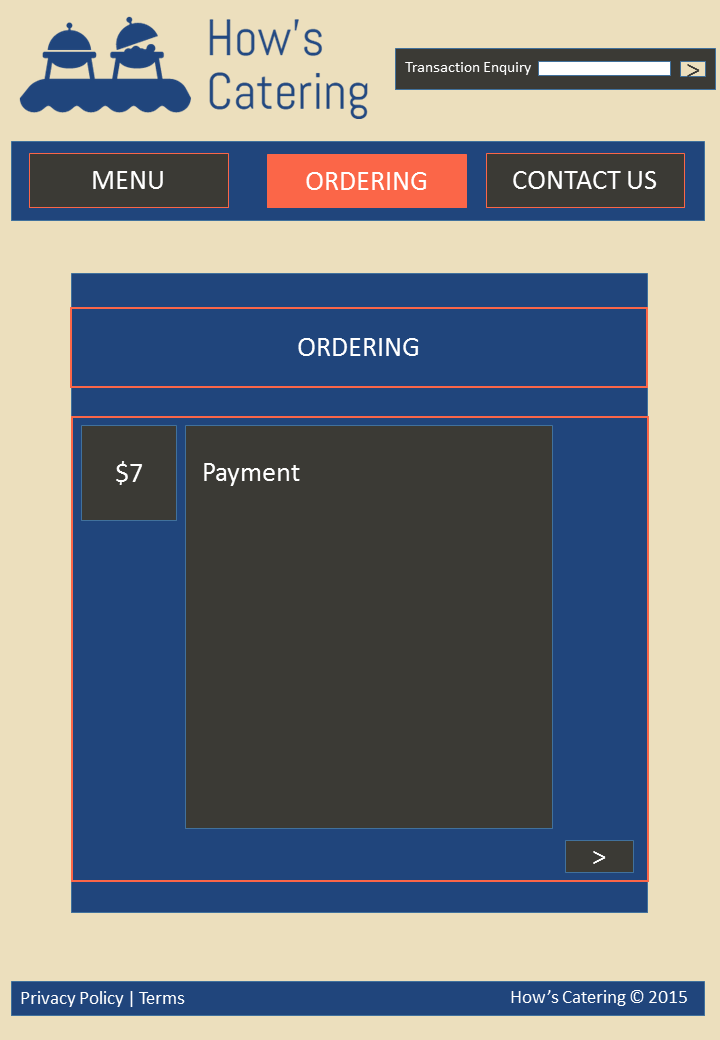 How's
Catering
Transaction Enquiry
>
MENU
ORDERING
CONTACT US
ORDERING
$7
Payment
>
Privacy Policy | Terms
How’s Catering © 2015